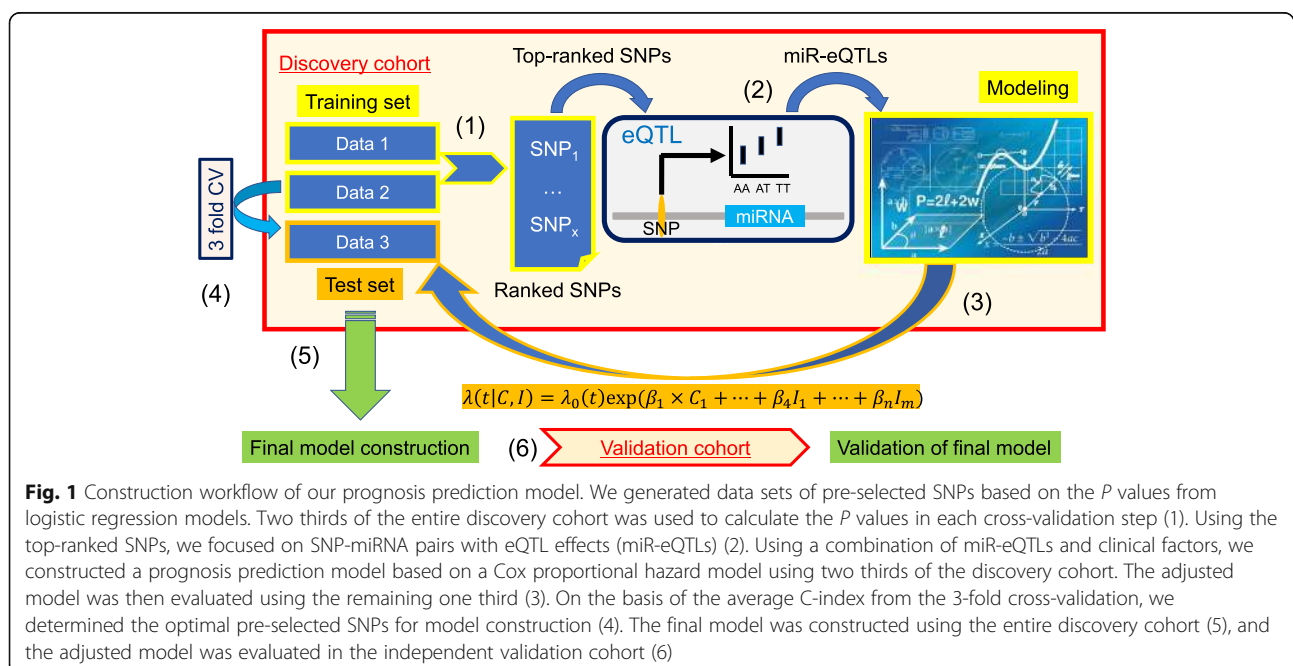 Discovery cohort
Training set
Data 1
Data 2
Data 3
Test set
3 fold CV
(4)
(1)
Top-ranked SNPs
SNP1
...
SNPx
Ranked SNPs
eQTL
AA AT TT
SNP
miRNA
(2)
miR-eQTLs
Modeling
P=2ℓ+2w
-b ± √b² - 4ac
(3)
(5)
λ(t|C, I) = λ₀(t)exp(β₁ × C₁ + ⋯ + β₄I₁ + ⋯ + βₙIₘ)
Final model construction
(6)
Validation cohort
Validation of final model
Fig. 1 Construction workflow of our prognosis prediction model. We generated data sets of pre-selected SNPs based on the P values from
logistic regression models. Two thirds of the entire discovery cohort was used to calculate the P values in each cross-validation step (1). Using the
top-ranked SNPs, we focused on SNP-miRNA pairs with eQTL effects (miR-eQTLs) (2). Using a combination of miR-eQTLs and clinical factors, we
constructed a prognosis prediction model based on a Cox proportional hazard model using two thirds of the discovery cohort. The adjusted
model was then evaluated using the remaining one third (3). On the basis of the average C-index from the 3-fold cross-validation, we
determined the optimal pre-selected SNPs for model construction (4). The final model was constructed using the entire discovery cohort (5), and
the adjusted model was evaluated in the independent validation cohort (6)